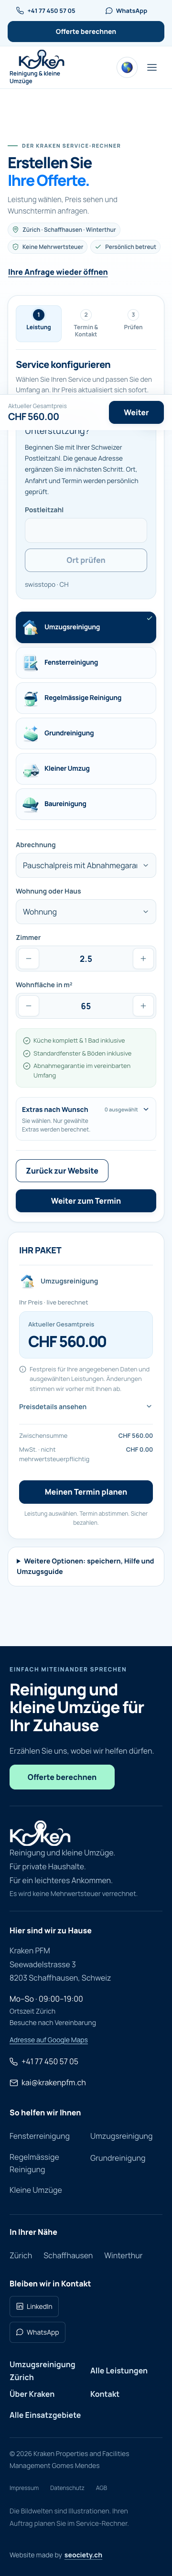 +41 77 450 57 05
WhatsApp
Offerte berechnen
Kraken
Reinigung & kleine
Umzüge
DER KRAKEN SERVICE-RECHNER
Erstellen Sie
Ihre Offerte.
Leistung wählen, Preis sehen und
Wunschtermin anfragen.
Zürich · Schaffhausen · Winterthur
Keine Mehrwertsteuer
Persönlich betreut
Ihre Anfrage wieder öffnen
1
Leistung
2
Termin &
Kontakt
3
Prüfen
Service konfigurieren
Wählen Sie Ihren Service und passen Sie den
Umfang an. Ihr Preis aktualisiert sich sofort.
Aktueller Gesamtpreis
CHF 560.00
Weiter
Unterstützung?
Beginnen Sie mit Ihrer Schweizer
Postleitzahl. Die genaue Adresse
ergänzen Sie im nächsten Schritt. Ort,
Anfahrt und Termin werden persönlich
geprüft.
Postleitzahl
Ort prüfen
swisstopo · CH
Umzugsreinigung
Fensterreinigung
Regelmässige Reinigung
Grundreinigung
Kleiner Umzug
Baureinigung
Abrechnung
Pauschalpreis mit Abnahmegaran
Wohnung oder Haus
Wohnung
Zimmer
− 2.5 +
Wohnfläche in m²
− 65 +
Küche komplett & 1 Bad inklusive
Standardfenster & Böden inklusive
Abnahmegarantie im vereinbarten
Umfang
Extras nach Wunsch
0 ausgewählt
Sie wählen. Nur gewählte
Extras werden berechnet.
Zurück zur Website
Weiter zum Termin
IHR PAKET
Umzugsreinigung
Ihr Preis · live berechnet
Aktueller Gesamtpreis
CHF 560.00
Festpreis für Ihre angegebenen Daten und
ausgewählten Leistungen. Änderungen
stimmen wir vorher mit Ihnen ab.
Preisdetails ansehen
Zwischensumme
CHF 560.00
MwSt. · nicht
mehrwertsteuerpflichtig
CHF 0.00
Meinen Termin planen
Leistung auswählen. Termin abstimmen. Sicher
bezahlen.
Weitere Optionen: speichern, Hilfe und
Umzugsguide
EINFACH MITEINANDER SPRECHEN
Reinigung und
kleine Umzüge für
Ihr Zuhause
Erzählen Sie uns, wobei wir helfen dürfen.
Offerte berechnen
Kraken
Reinigung und kleine Umzüge.
Für private Haushalte.
Für ein leichteres Ankommen.
Es wird keine Mehrwertsteuer verrechnet.
Hier sind wir zu Hause
Kraken PFM
Seewadelstrasse 3
8203 Schaffhausen, Schweiz
Mo–So · 09:00–19:00
Ortszeit Zürich
Besuche nach Vereinbarung
Adresse auf Google Maps
+41 77 450 57 05
kai@krakenpfm.ch
So helfen wir Ihnen
Fensterreinigung
Umzugsreinigung
Regelmässige
Reinigung
Grundreinigung
Kleine Umzüge
In Ihrer Nähe
Zürich
Schaffhausen
Winterthur
Bleiben wir in Kontakt
LinkedIn
WhatsApp
Umzugsreinigung
Zürich
Alle Leistungen
Über Kraken
Kontakt
Alle Einsatzgebiete
© 2026 Kraken Properties and Facilities
Management Gomes Mendes
Impressum
Datenschutz
AGB
Die Bildwelten sind Illustrationen. Ihren
Auftrag planen Sie im Service-Rechner.
Website made by seociety.ch